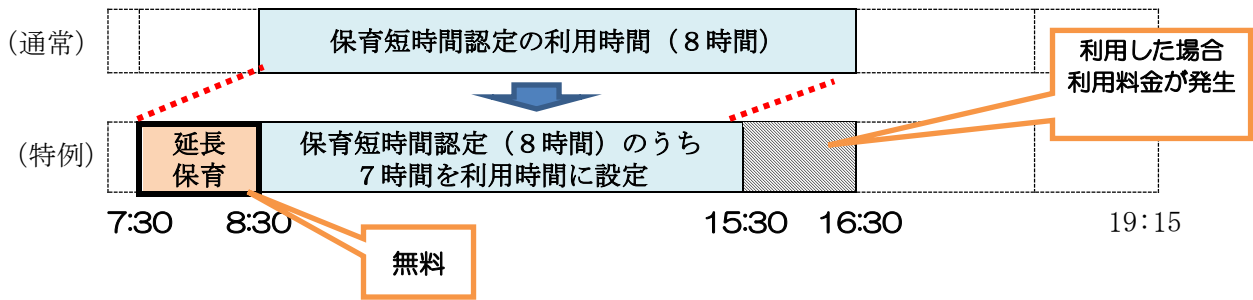 （通常）
保育短時間認定の利用時間（８時間）
利用した場合
利用料金が発生
（特例）
延長
保育
保育短時間認定（８時間）のうち
７時間を利用時間に設定
7:30
8:30
15:30
16:30
19:15
無料